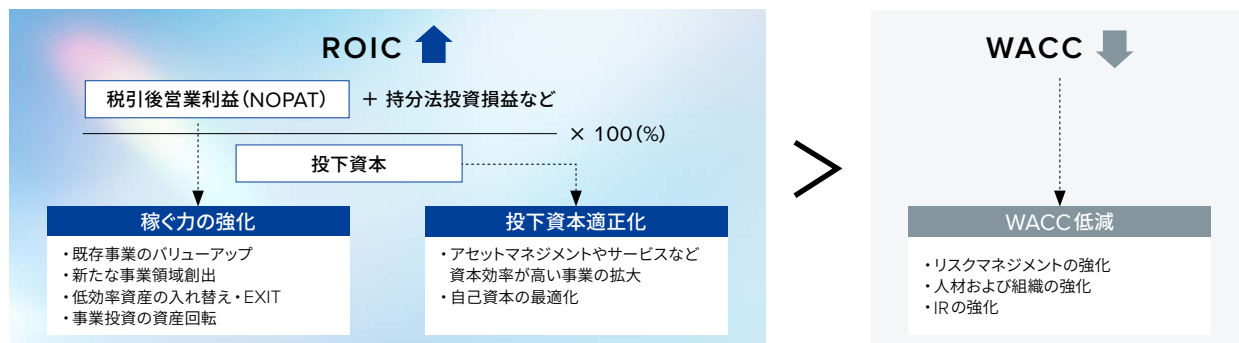 ROIC
税引後営業利益(NOPAT) + 持分法投資損益など
× 100(%)
投下資本
稼ぐ力の強化
・既存事業のバリューアップ
・新たな事業領域創出
・低効率資産の入れ替え・EXIT
・事業投資の資産回転
投下資本適正化
・アセットマネジメントやサービスなど
資本効率が高い事業の拡大
・自己資本の最適化
>
WACC
WACC低減
・リスクマネジメントの強化
・人材および組織の強化
・IRの強化